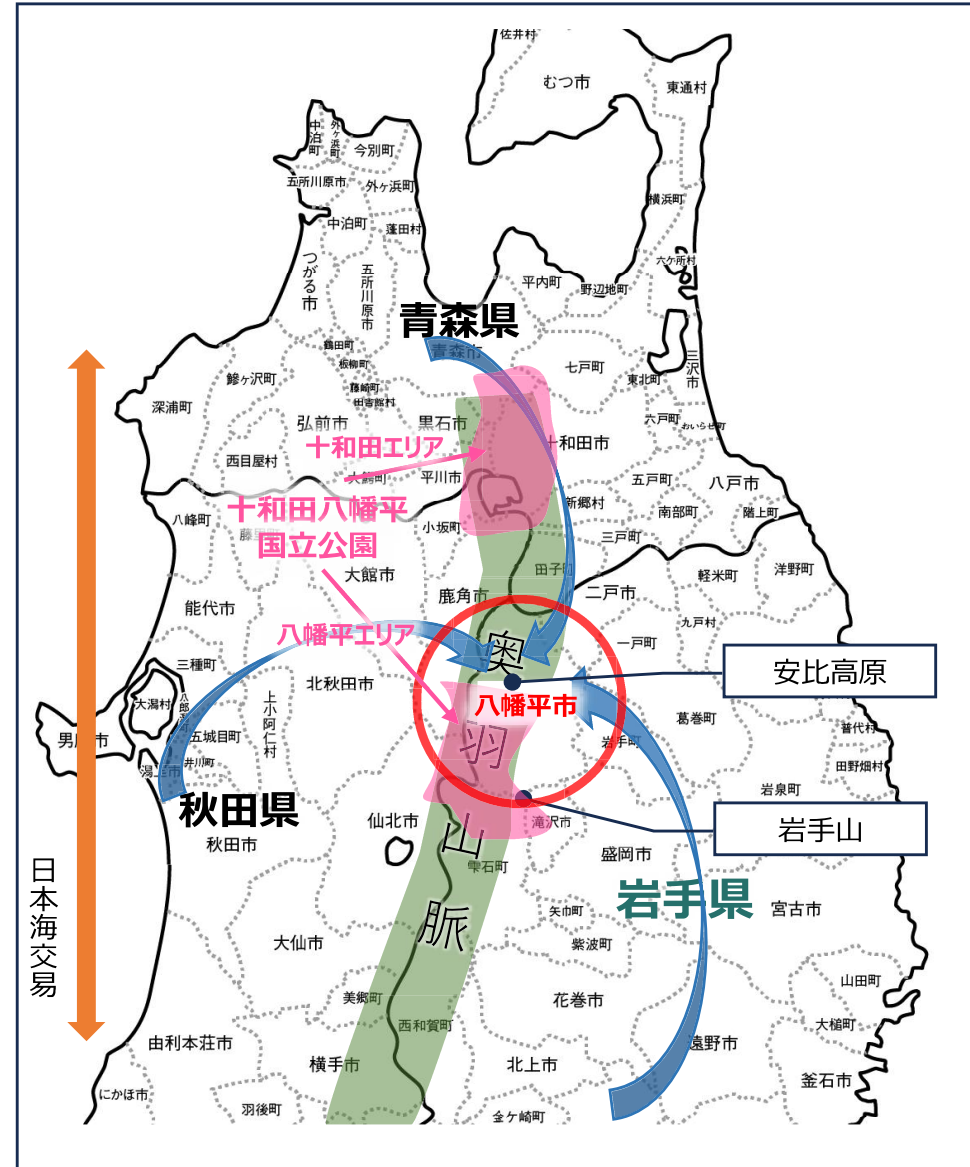 佐井村
むつ市
東通村
中泊町
外ヶ浜町
今別町
五所川原市
外ヶ浜町
横浜町
中泊町
蓬田村
つがる市
五所川原市
六ケ所村
平内町
野辺地町
青森県
青森市
鶴田町
板柳町
七戸町
東北町
三沢市
鰺ヶ沢町
藤崎町
田舎館村
深浦町
弘前市
黒石市
六戸町
おいらせ町
十和田エリア
十和田市
西目屋村
大鰐町
平川市
五戸町
八戸市
十和田八幡平
国立公園
新郷村
南部町
階上町
八峰町
小坂町
三戸町
大館市
田子町
軽米町
洋野町
能代市
鹿角市
二戸市
九戸村
八幡平エリア
一戸町
奥羽山脈
安比高原
三種町
北秋田市
大潟村
八幡平市
上小阿仁村
葛巻町
普代村
男鹿市
五城目町
岩手町
井川町
田野畑村
潟上市
岩泉町
秋田県
仙北市
滝沢市
岩手山
秋田市
盛岡市
雫石町
日本海交易
岩手県
矢巾町
宮古市
大仙市
紫波町
山田町
美郷町
花巻市
西和賀町
大槌町
由利本荘市
遠野市
横手市
北上市
釜石市
にかほ市
羽後町
金ケ崎町